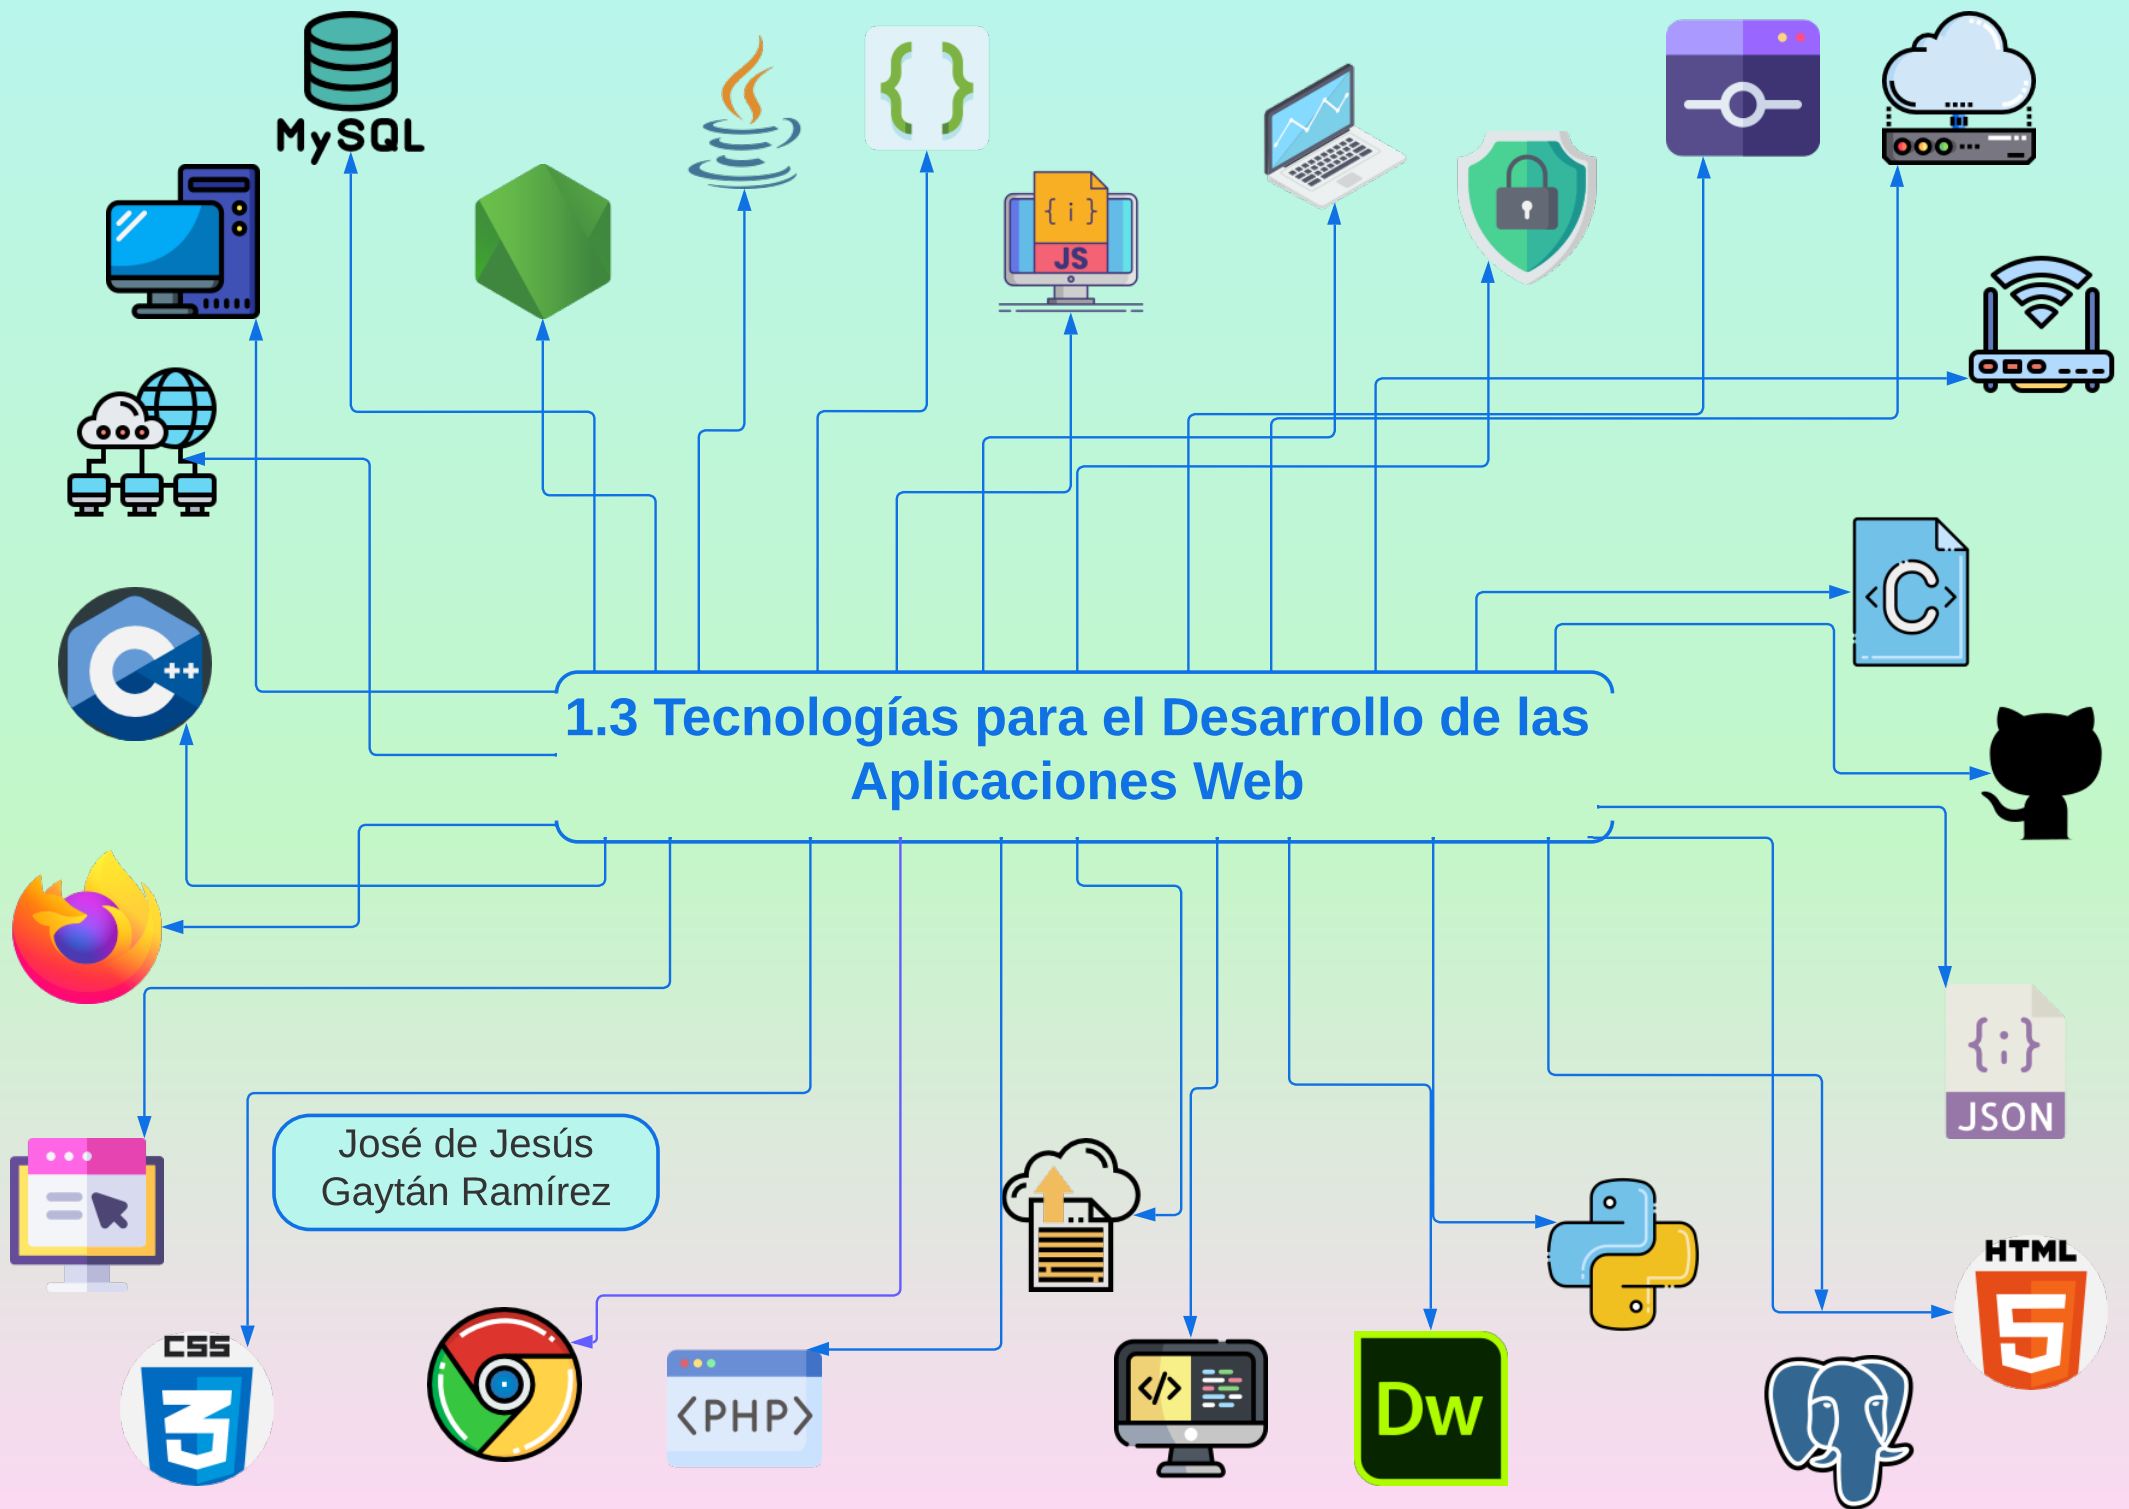 MySQL
{ }
{ i }
JS
<C>
C ++
1.3 Tecnologías para el Desarrollo de las
Aplicaciones Web
{;}
JSON
José de Jesús
Gaytán Ramírez
HTML
5
CSS
3
<PHP>
</>
Dw